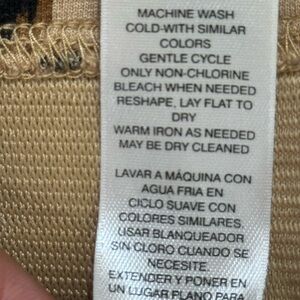 MACHINE WASH
COLD-WITH SIMILAR
COLORS
GENTLE CYCLE
ONLY NON-CHLORINE
BLEACH WHEN NEEDED
RESHAPE, LAY FLAT TO
DRY
WARM IRON AS NEEDED
MAY BE DRY CLEANED
LAVAR A MÁQUINA CON
AGUA FRIA EN
CICLO SUAVE CON
COLORES SIMILARES.
USAR BLANQUEADOR
SIN CLORO CUANDO SE
NECESITE.
EXTENDER Y PONER EN
UN LUGAR PLANO PARA